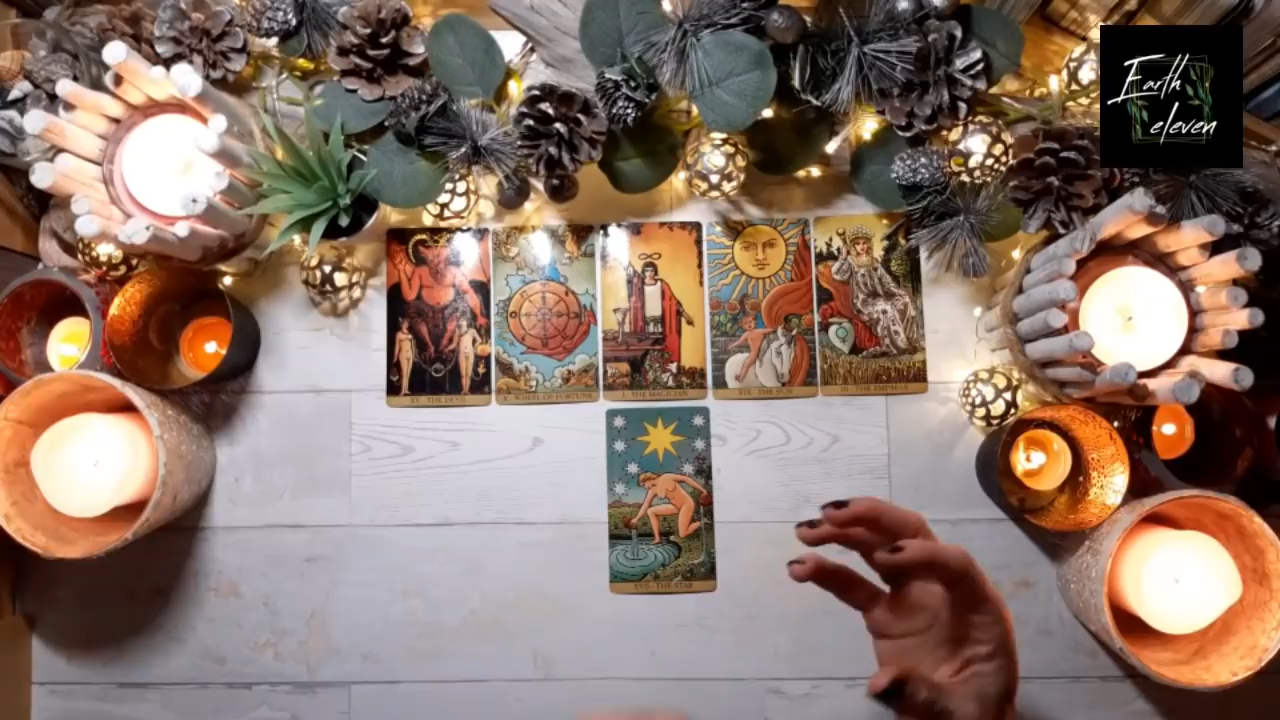 Earth
eleven
XV · THE DEVIL
X · WHEEL OF FORTUNE
I · THE MAGICIAN
XIX · THE SUN
III · THE EMPRESS
XVII · THE STAR